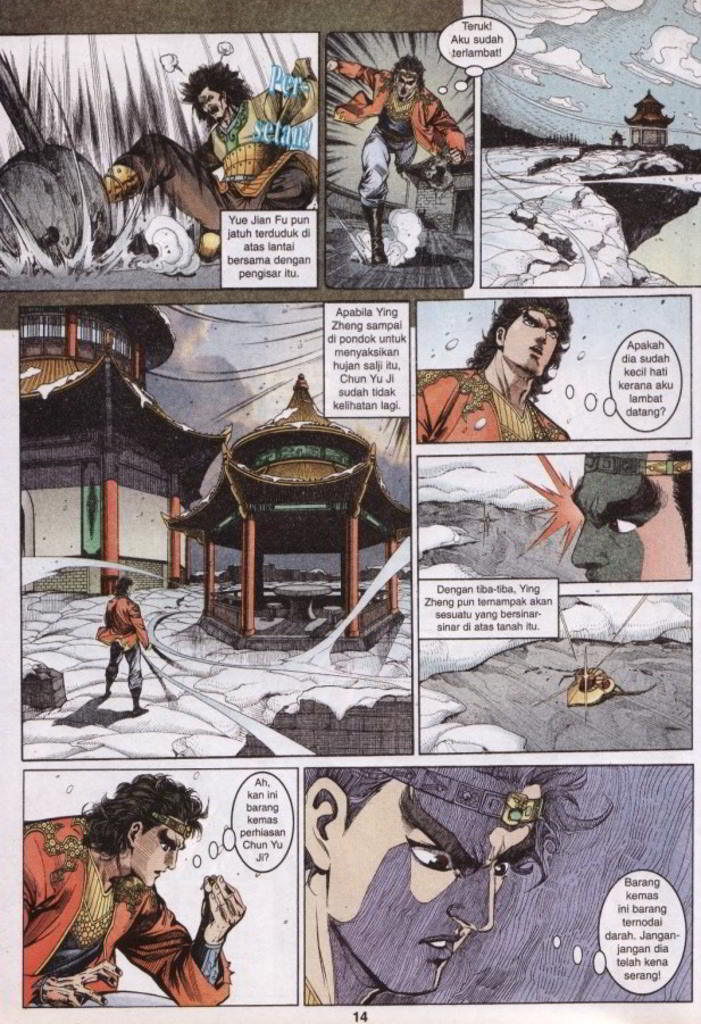 Per-
setan!
Yue Jian Fu pun
jatuh terduduk di
atas lantai
bersama dengan
pengisar itu.
Teruk!
Aku sudah
terlambat!
Apabila Ying
Zheng sampai
di pondok untuk
menyaksikan
hujan salji itu,
Chun Yu Ji
sudah tidak
kelihatan lagi.
Apakah
dia sudah
kecil hati
kerana aku
lambat
datang?
Dengan tiba-tiba, Ying
Zheng pun ternampak akan
sesuatu yang bersinar-
sinar di atas tanah itu.
Ah,
kan ini
barang
kemas
perhiasan
Chun Yu
Ji?
Barang
kemas
ini barang
ternodai
darah. Jangan-
jangan dia
telah kena
serang!
14